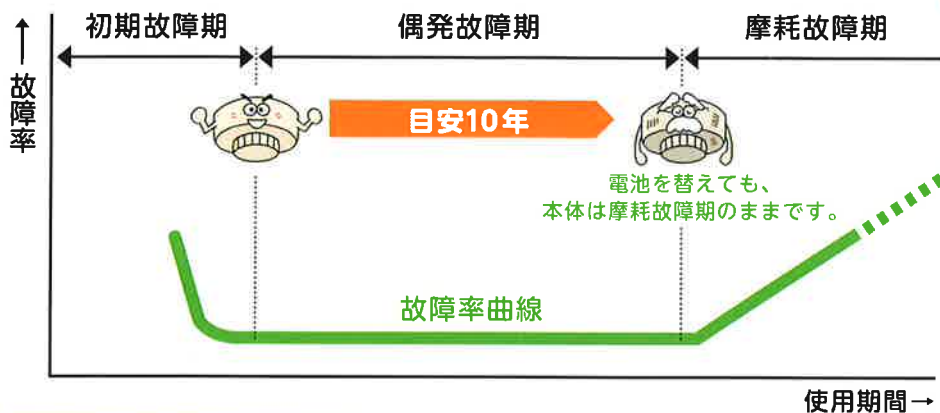 初期故障期
偶発故障期
摩耗故障期
↑故障率
目安10年
電池を替えても、
本体は摩耗故障期のままです。
故障率曲線
使用期間→